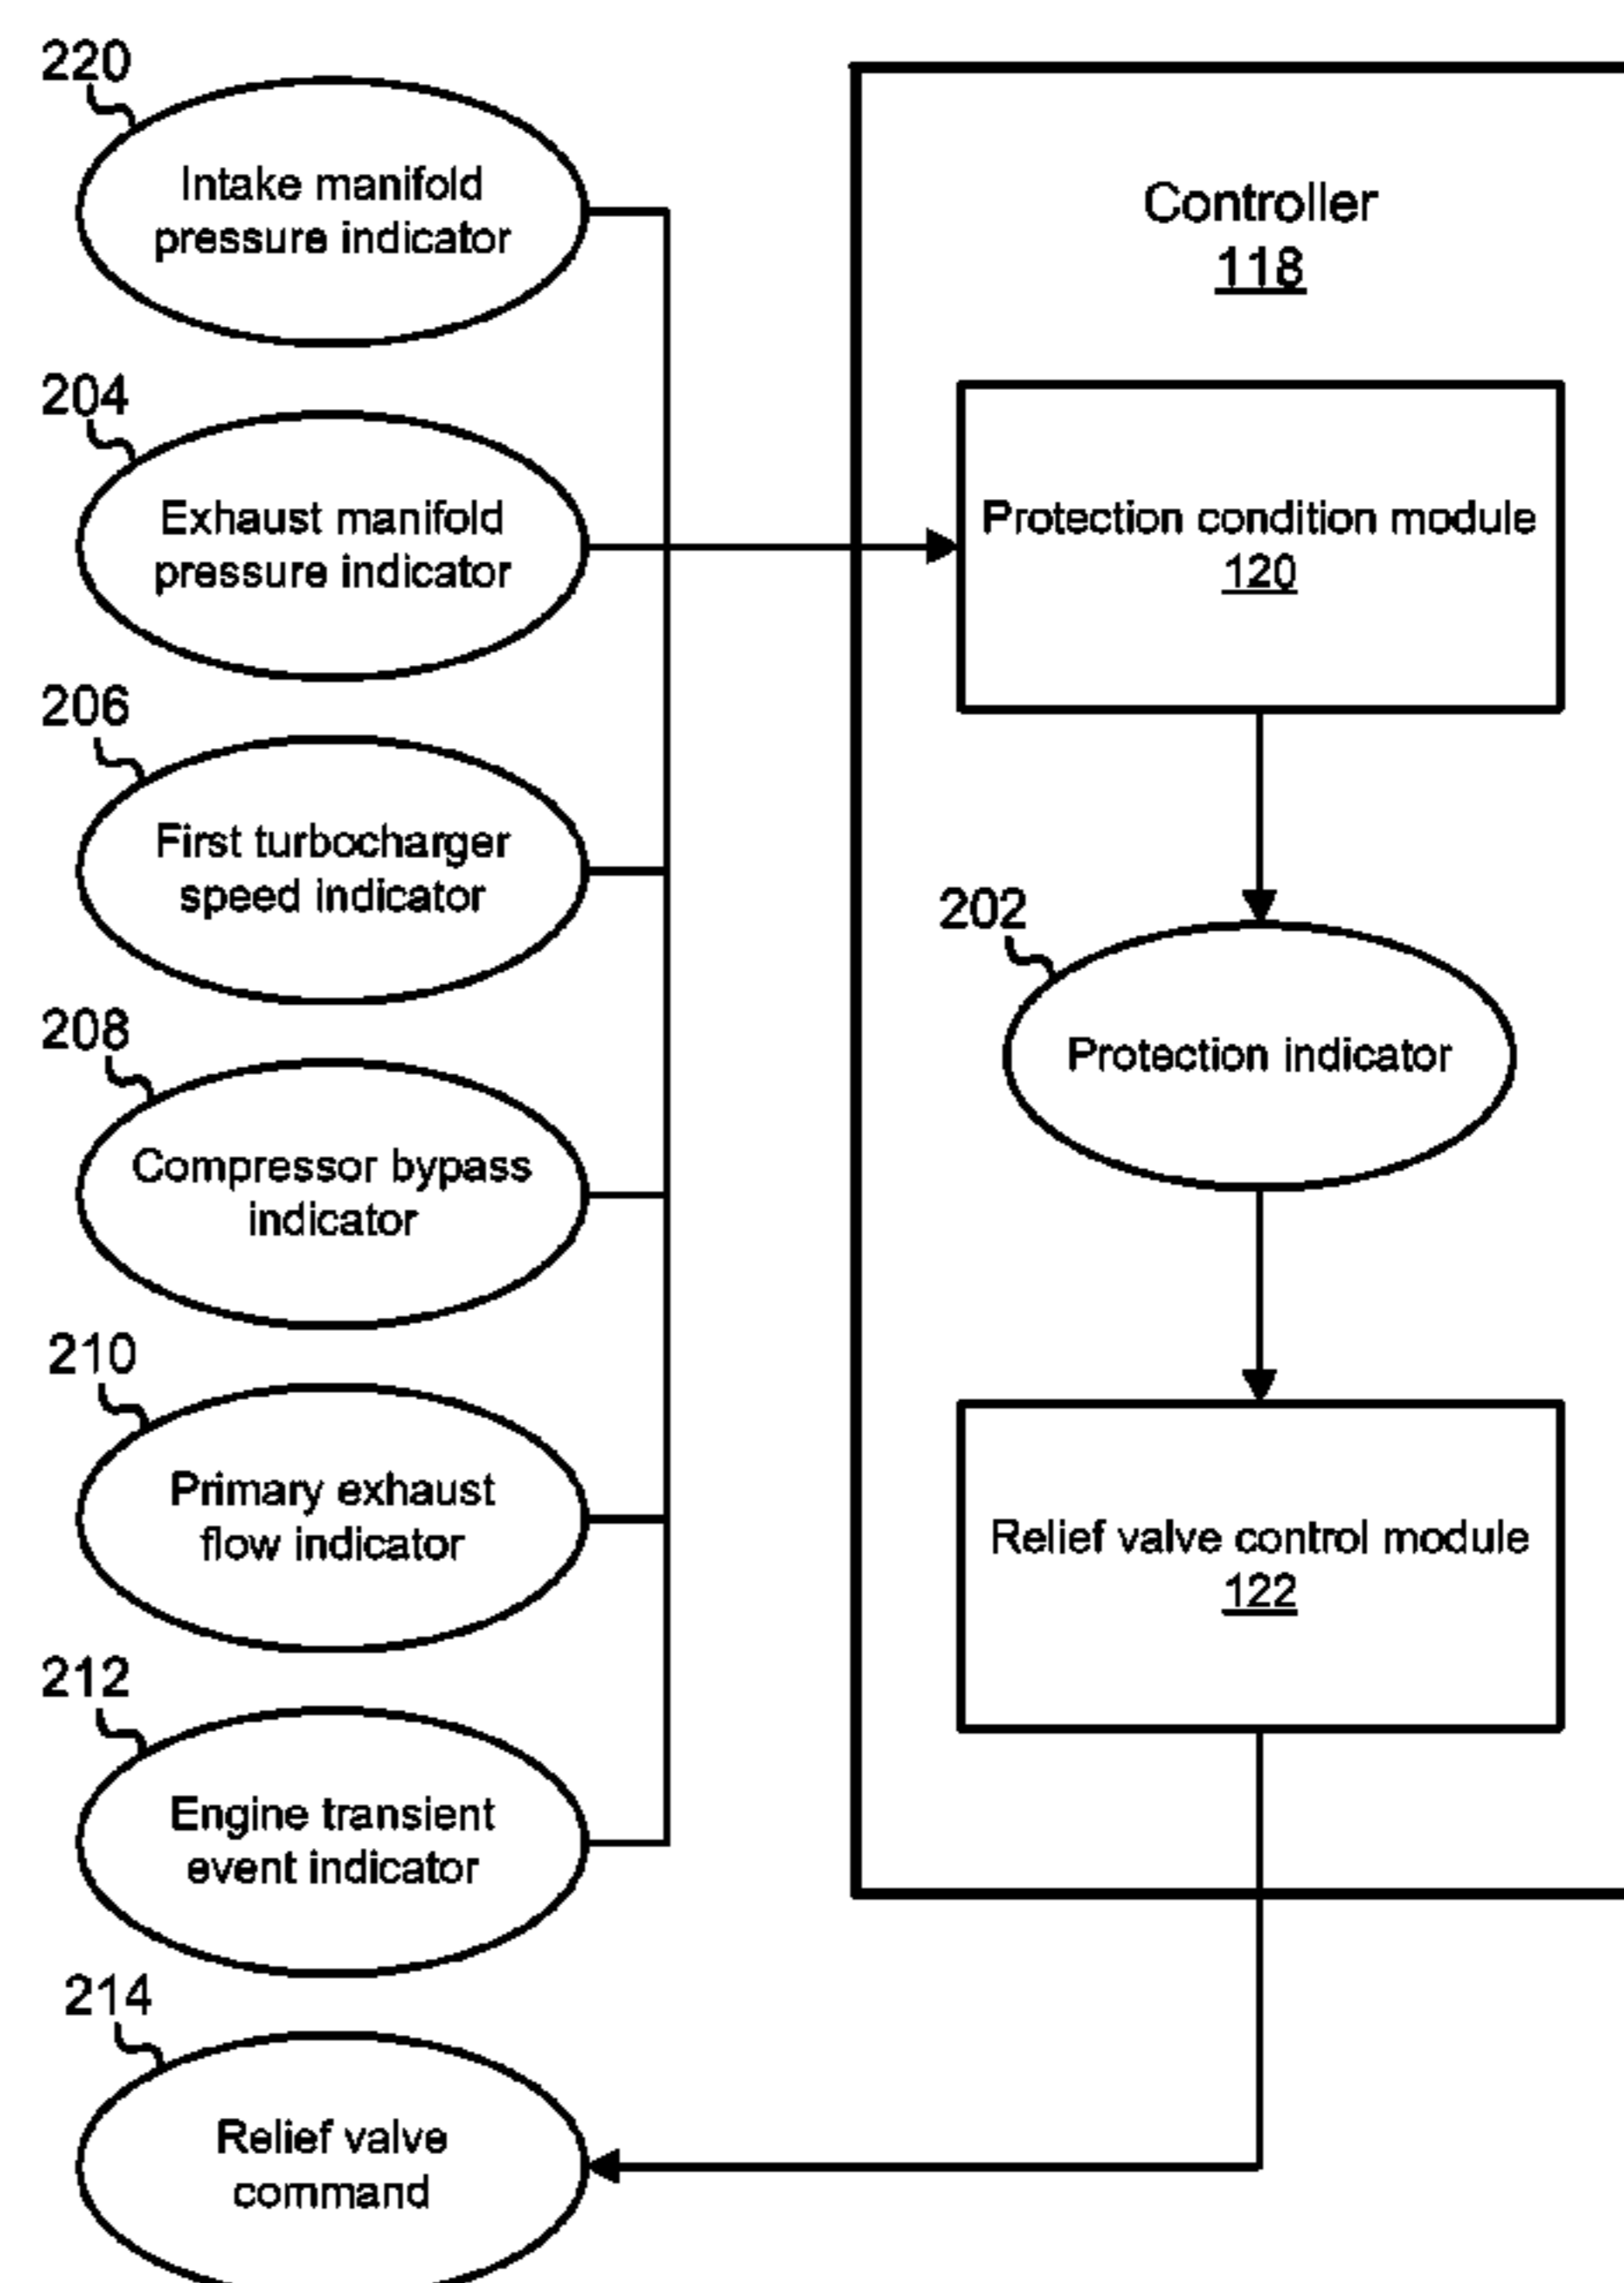 220
Intake manifold
pressure indicator
204
Exhaust manifold
pressure indicator
206
First turbocharger
speed indicator
208
Compressor bypass
indicator
210
Primary exhaust
flow indicator
212
Engine transient
event indicator
214
Relief valve
command
Controller
118
Protection condition module
120
202
Protection indicator
Relief valve control module
122